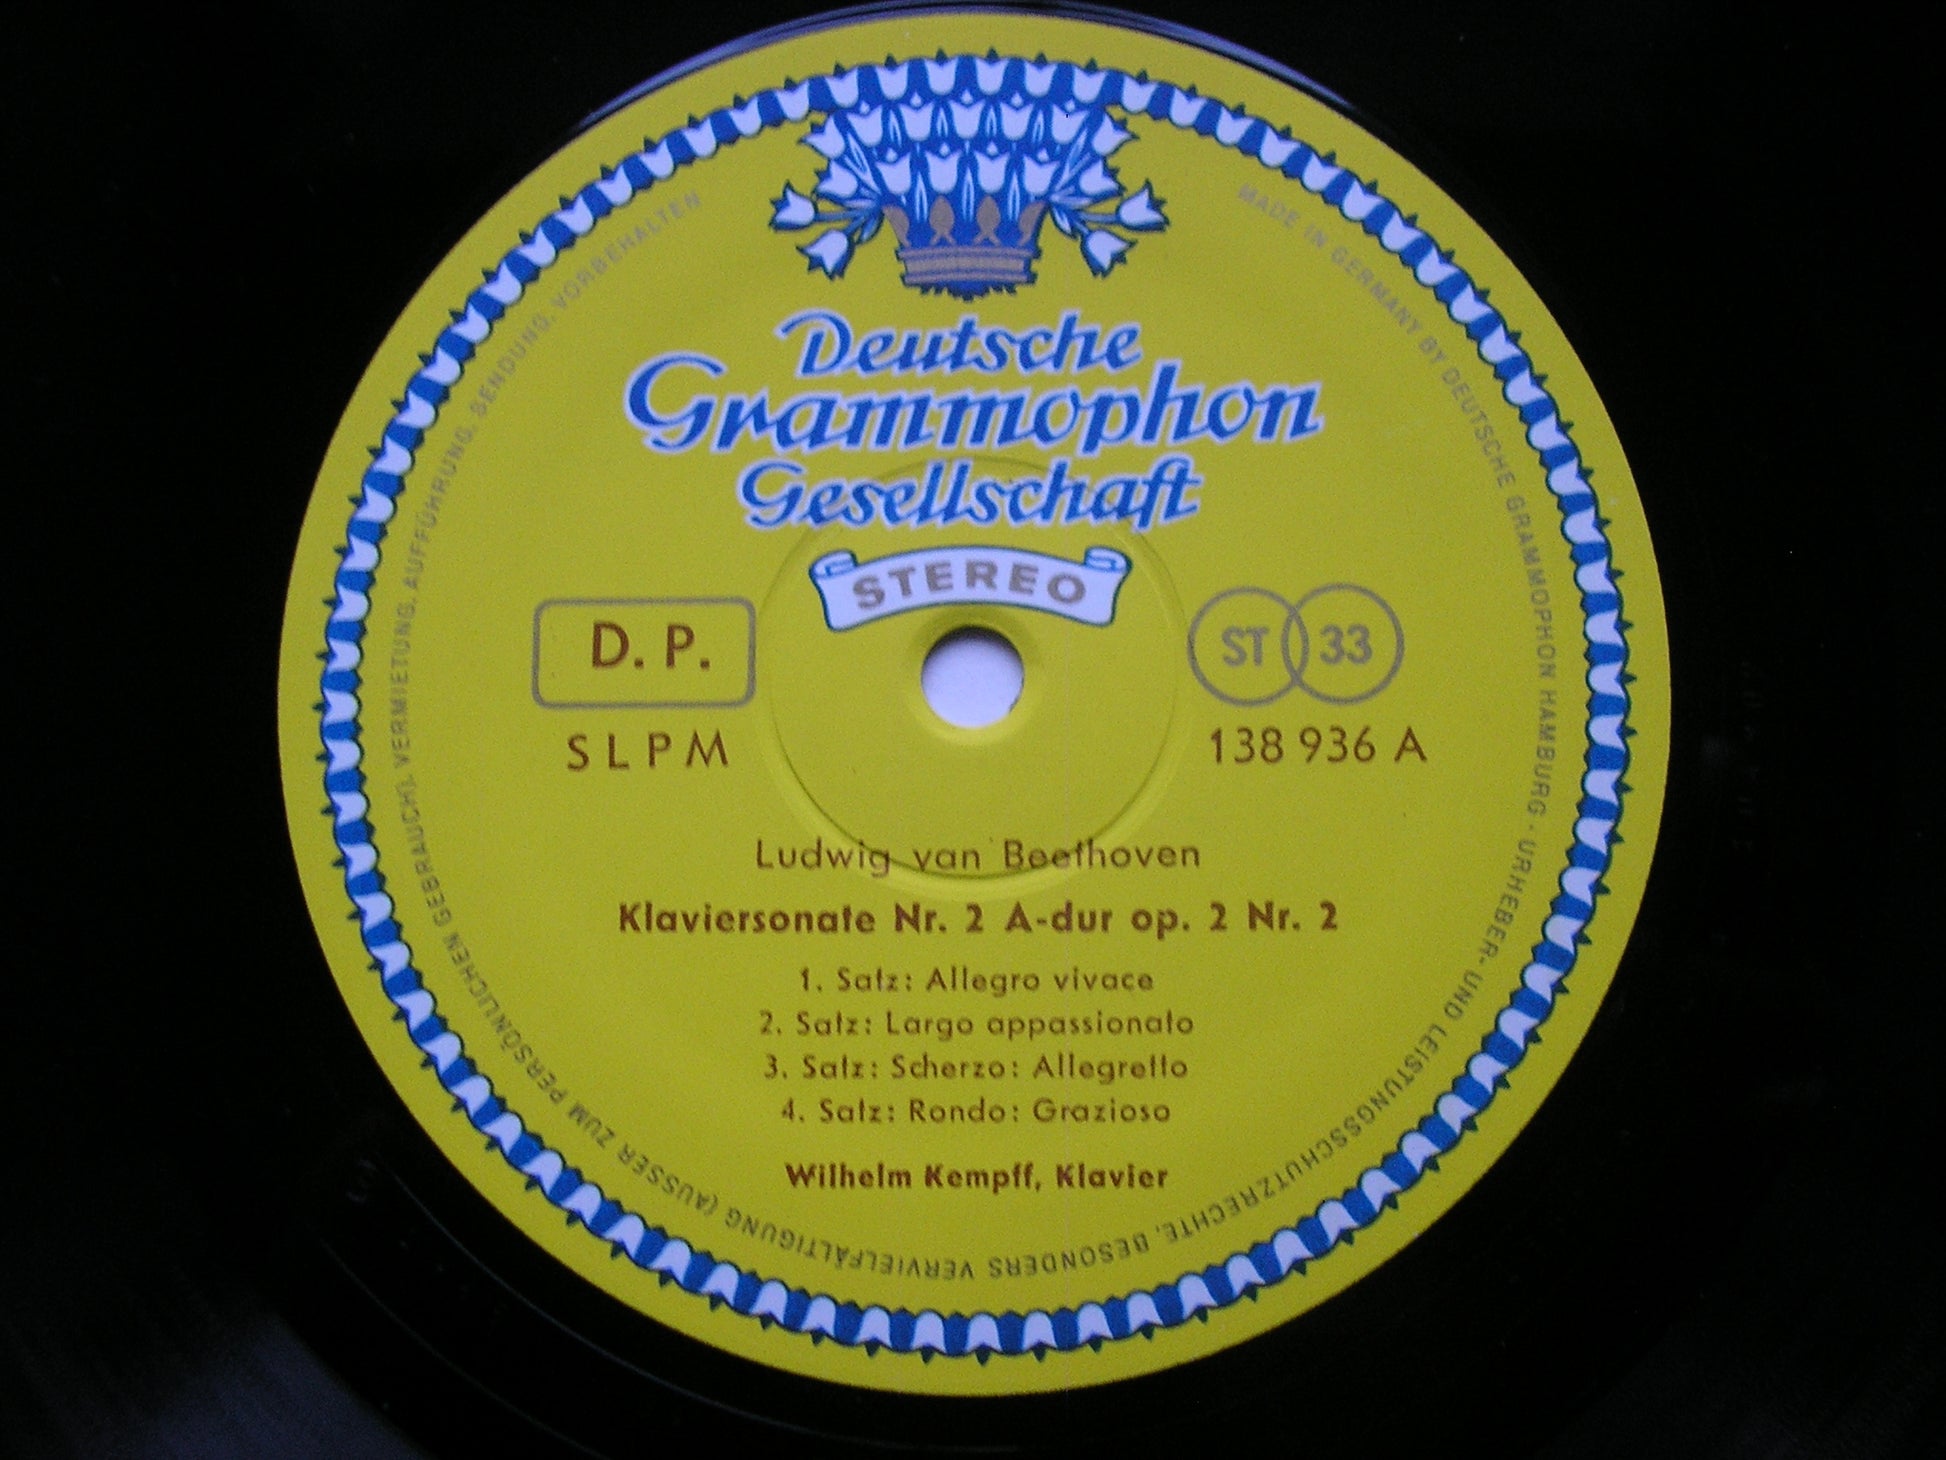 Deutsche
Grammophon
Gesellschaft
STEREO
D. P.
ST 33
SLPM
138 936 A
Ludwig van Beethoven
Klaviersonate Nr. 2 A-dur op. 2 Nr. 2
1. Satz: Allegro vivace
2. Satz: Largo appassionato
3. Satz: Scherzo: Allegretto
4. Satz: Rondo: Grazioso
Wilhelm Kempff, Klavier
MADE IN GERMANY BY DEUTSCHE GRAMMOPHON HAMBURG · URHEBER- UND LEISTUNGSSCHUTZRECHTE, BESONDERS VERVIELFÄLTIGUNG (AUSSER ZUM PERSÖNLICHEN GEBRAUCH), VERMIETUNG, AUFFÜHRUNG, SENDUNG, VORBEHALTEN